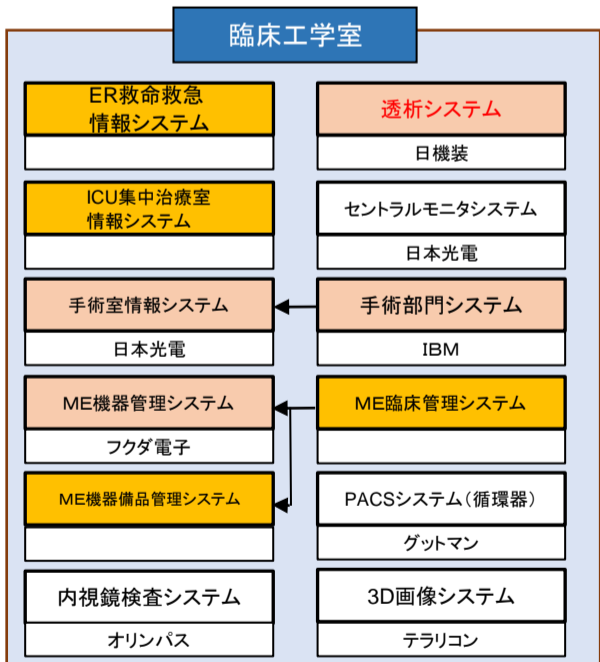 臨床工学室
ER救命救急
情報システム
透析システム
日機装
ICU集中治療室
情報システム
セントラルモニタシステム
日本光電
手術室情報システム
手術部門システム
日本光電
IBM
ME機器管理システム
ME臨床管理システム
フクダ電子
ME機器備品管理システム
PACSシステム（循環器）
グットマン
内視鏡検査システム
3D画像システム
オリンパス
テラリコン